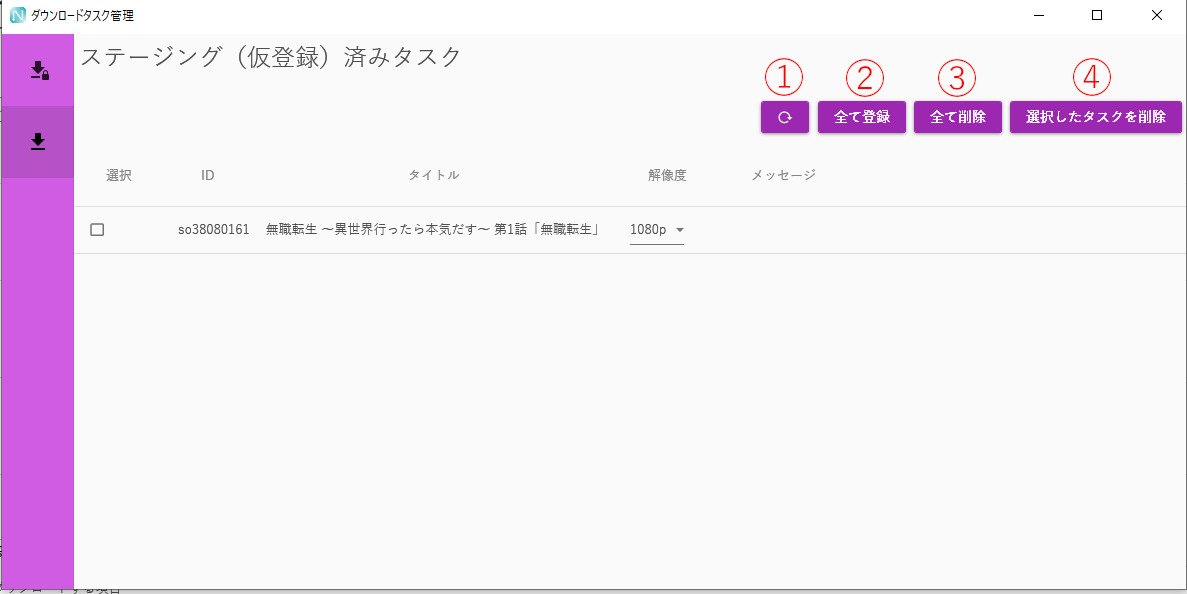 ダウンロードタスク管理
ステージング（仮登録）済みタスク
① ② ③ ④
全て登録 全て削除 選択したタスクを削除
選択 ID タイトル 解像度 メッセージ
so38080161 無職転生 ～異世界行ったら本気だす～ 第1話「無職転生」 1080p